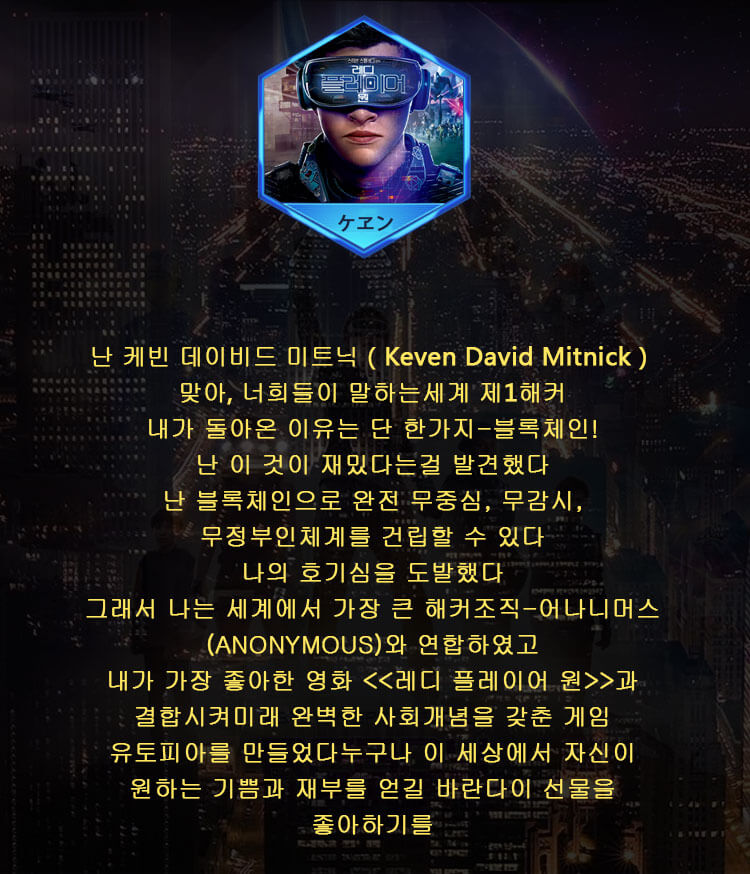 레디
플레이어
원
ケヱン
난 케빈 데이비드 미트닉 ( Keven David Mitnick )
맞아, 너희들이 말하는세계 제1해커
내가 돌아온 이유는 단 한가지-블록체인!
난 이 것이 재밌다는걸 발견했다
난 블록체인으로 완전 무중심, 무감시,
무정부인체계를 건립할 수 있다
나의 호기심을 도발했다
그래서 나는 세계에서 가장 큰 해커조직-어나니머스
(ANONYMOUS)와 연합하였고
내가 가장 좋아한 영화 <<레디 플레이어 원>>과
결합시켜미래 완벽한 사회개념을 갖춘 게임
유토피아를 만들었다누구나 이 세상에서 자신이
원하는 기쁨과 재부를 얻길 바란다이 선물을
좋아하기를